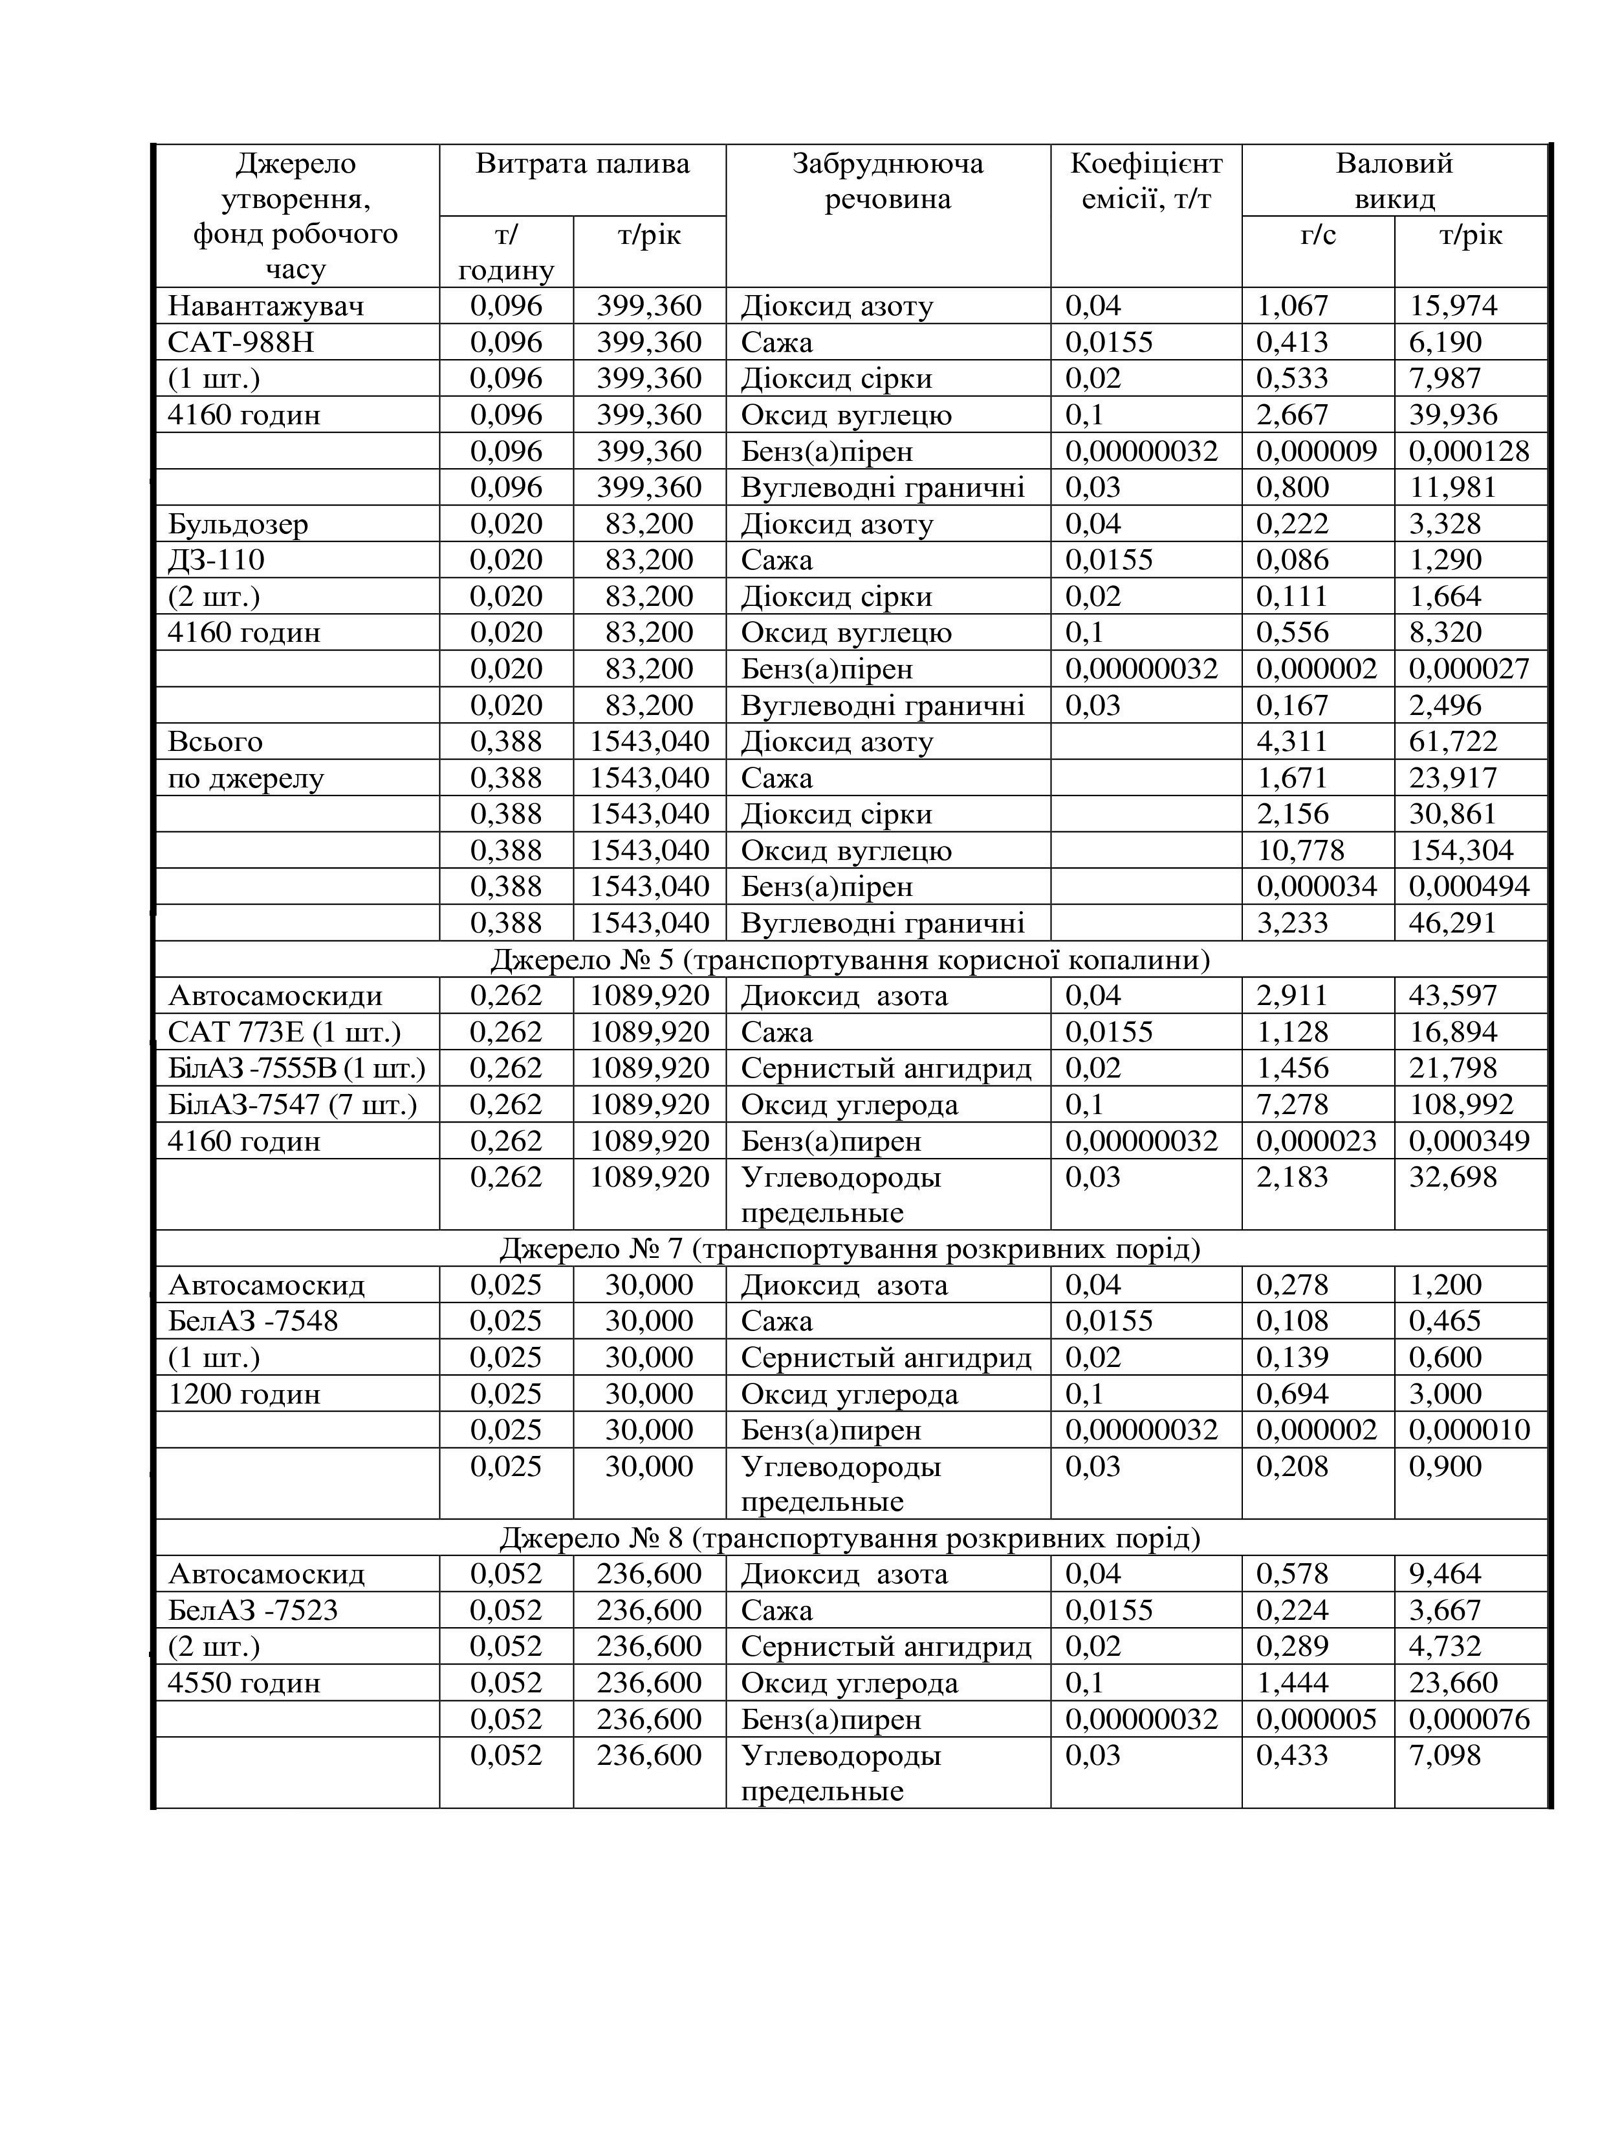 Джерело утворення, фонд робочого часу | Витрата палива | Забруднююча речовина | Коефіцієнт емісії, т/т | Валовий викид
т/ годину | т/рік | г/с | т/рік
Навантажувач 0,096 399,360 Діоксид азоту 0,04 1,067 15,974
САТ-988Н 0,096 399,360 Сажа 0,0155 0,413 6,190
(1 шт.) 0,096 399,360 Діоксид сірки 0,02 0,533 7,987
4160 годин 0,096 399,360 Оксид вуглецю 0,1 2,667 39,936
0,096 399,360 Бенз(а)пірен 0,00000032 0,000009 0,000128
0,096 399,360 Вуглеводні граничні 0,03 0,800 11,981
Бульдозер 0,020 83,200 Діоксид азоту 0,04 0,222 3,328
ДЗ-110 0,020 83,200 Сажа 0,0155 0,086 1,290
(2 шт.) 0,020 83,200 Діоксид сірки 0,02 0,111 1,664
4160 годин 0,020 83,200 Оксид вуглецю 0,1 0,556 8,320
0,020 83,200 Бенз(а)пірен 0,00000032 0,000002 0,000027
0,020 83,200 Вуглеводні граничні 0,03 0,167 2,496
Всього 0,388 1543,040 Діоксид азоту 4,311 61,722
по джерелу 0,388 1543,040 Сажа 1,671 23,917
0,388 1543,040 Діоксид сірки 2,156 30,861
0,388 1543,040 Оксид вуглецю 10,778 154,304
0,388 1543,040 Бенз(а)пірен 0,000034 0,000494
0,388 1543,040 Вуглеводні граничні 3,233 46,291
Джерело № 5 (транспортування корисної копалини)
Автосамоскиди 0,262 1089,920 Диоксид азота 0,04 2,911 43,597
САТ 773Е (1 шт.) 0,262 1089,920 Сажа 0,0155 1,128 16,894
БілАЗ -7555В (1 шт.) 0,262 1089,920 Сернистый ангидрид 0,02 1,456 21,798
БілАЗ-7547 (7 шт.) 0,262 1089,920 Оксид углерода 0,1 7,278 108,992
4160 годин 0,262 1089,920 Бенз(а)пирен 0,00000032 0,000023 0,000349
0,262 1089,920 Углеводороды 0,03 2,183 32,698
предельные
Джерело № 7 (транспортування розкривних порід)
Автосамоскид 0,025 30,000 Диоксид азота 0,04 0,278 1,200
БелАЗ -7548 0,025 30,000 Сажа 0,0155 0,108 0,465
(1 шт.) 0,025 30,000 Сернистый ангидрид 0,02 0,139 0,600
1200 годин 0,025 30,000 Оксид углерода 0,1 0,694 3,000
0,025 30,000 Бенз(а)пирен 0,00000032 0,000002 0,000010
0,025 30,000 Углеводороды 0,03 0,208 0,900
предельные
Джерело № 8 (транспортування розкривних порід)
Автосамоскид 0,052 236,600 Диоксид азота 0,04 0,578 9,464
БелАЗ -7523 0,052 236,600 Сажа 0,0155 0,224 3,667
(2 шт.) 0,052 236,600 Сернистый ангидрид 0,02 0,289 4,732
4550 годин 0,052 236,600 Оксид углерода 0,1 1,444 23,660
0,052 236,600 Бенз(а)пирен 0,00000032 0,000005 0,000076
0,052 236,600 Углеводороды 0,03 0,433 7,098
предельные